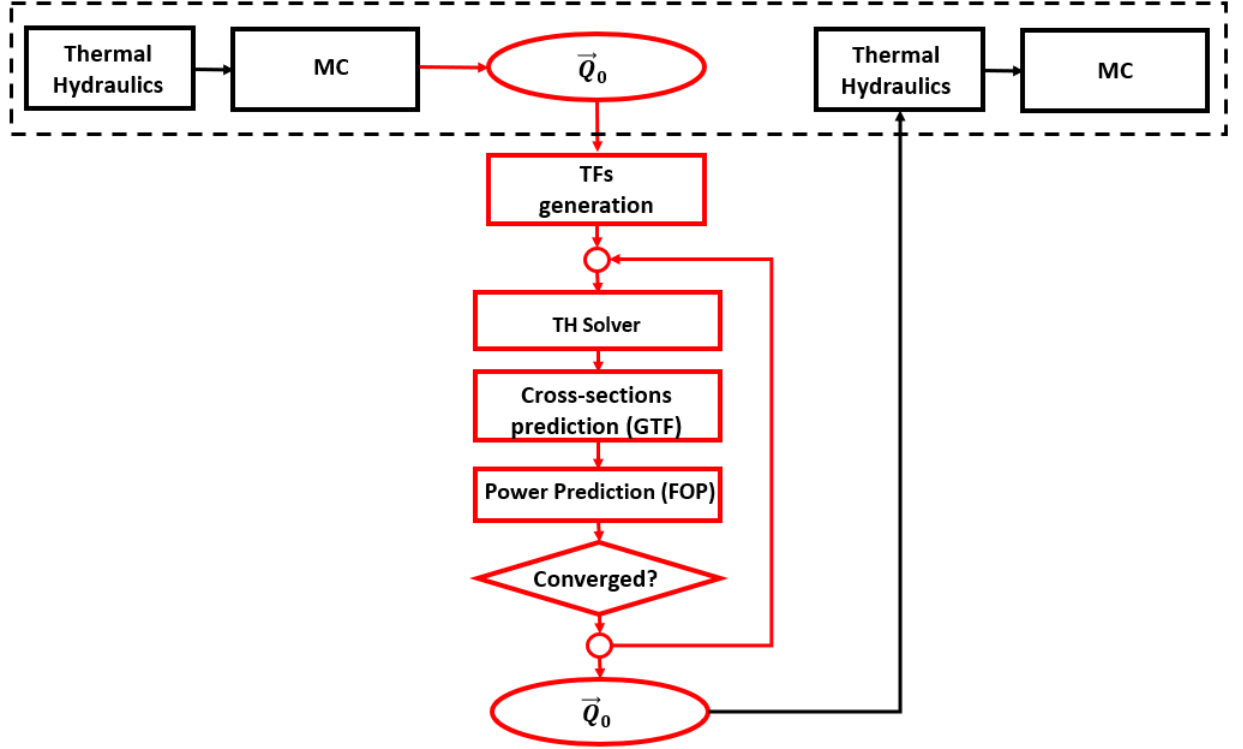 Thermal
Hydraulics
MC
Q⃗₀
Thermal
Hydraulics
MC
TFs
generation
TH Solver
Cross-sections
prediction (GTF)
Power Prediction (FOP)
Converged?
Q⃗₀